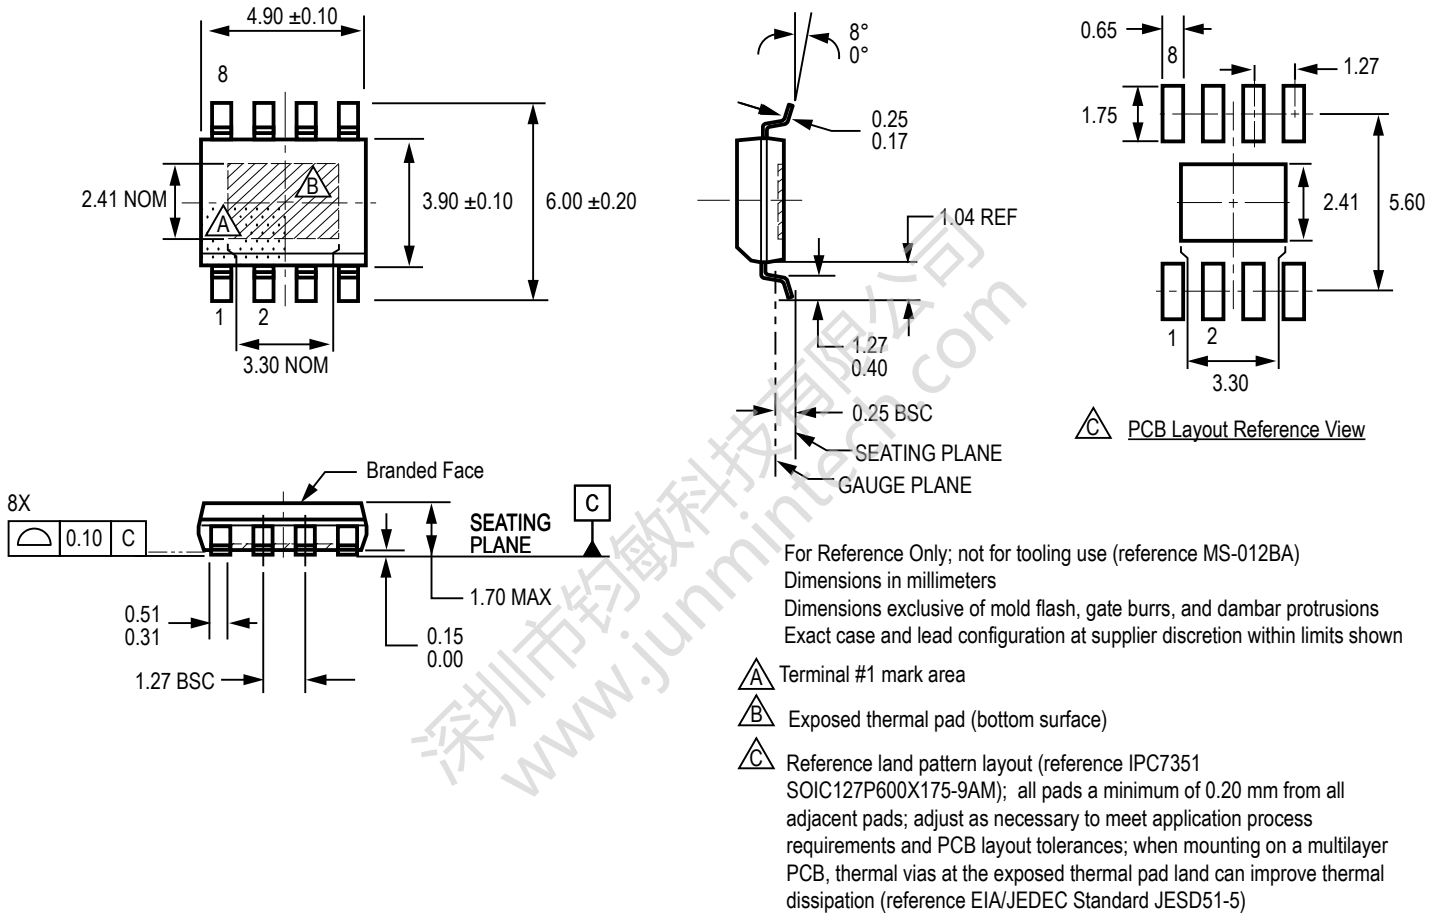 4.90 ±0.10
8
2.41 NOM
B
A
3.90 ±0.10
6.00 ±0.20
1
2
3.30 NOM
8°
0°
0.25
0.17
1.04 REF
1.27
0.40
0.25 BSC
SEATING PLANE
GAUGE PLANE
0.65
8
1.27
1.75
2.41
5.60
1
2
3.30
C
PCB Layout Reference View
Branded Face
8X
0.10
C
SEATING
PLANE
C
1.70 MAX
0.51
0.31
0.15
0.00
1.27 BSC
For Reference Only; not for tooling use (reference MS-012BA)
Dimensions in millimeters
Dimensions exclusive of mold flash, gate burrs, and dambar protrusions
Exact case and lead configuration at supplier discretion within limits shown
A Terminal #1 mark area
B Exposed thermal pad (bottom surface)
C Reference land pattern layout (reference IPC7351
SOIC127P600X175-9AM); all pads a minimum of 0.20 mm from all
adjacent pads; adjust as necessary to meet application process
requirements and PCB layout tolerances; when mounting on a multilayer
PCB, thermal vias at the exposed thermal pad land can improve thermal
dissipation (reference EIA/JEDEC Standard JESD51-5)
深圳市钧敏科技有限公司
www.junmintech.com